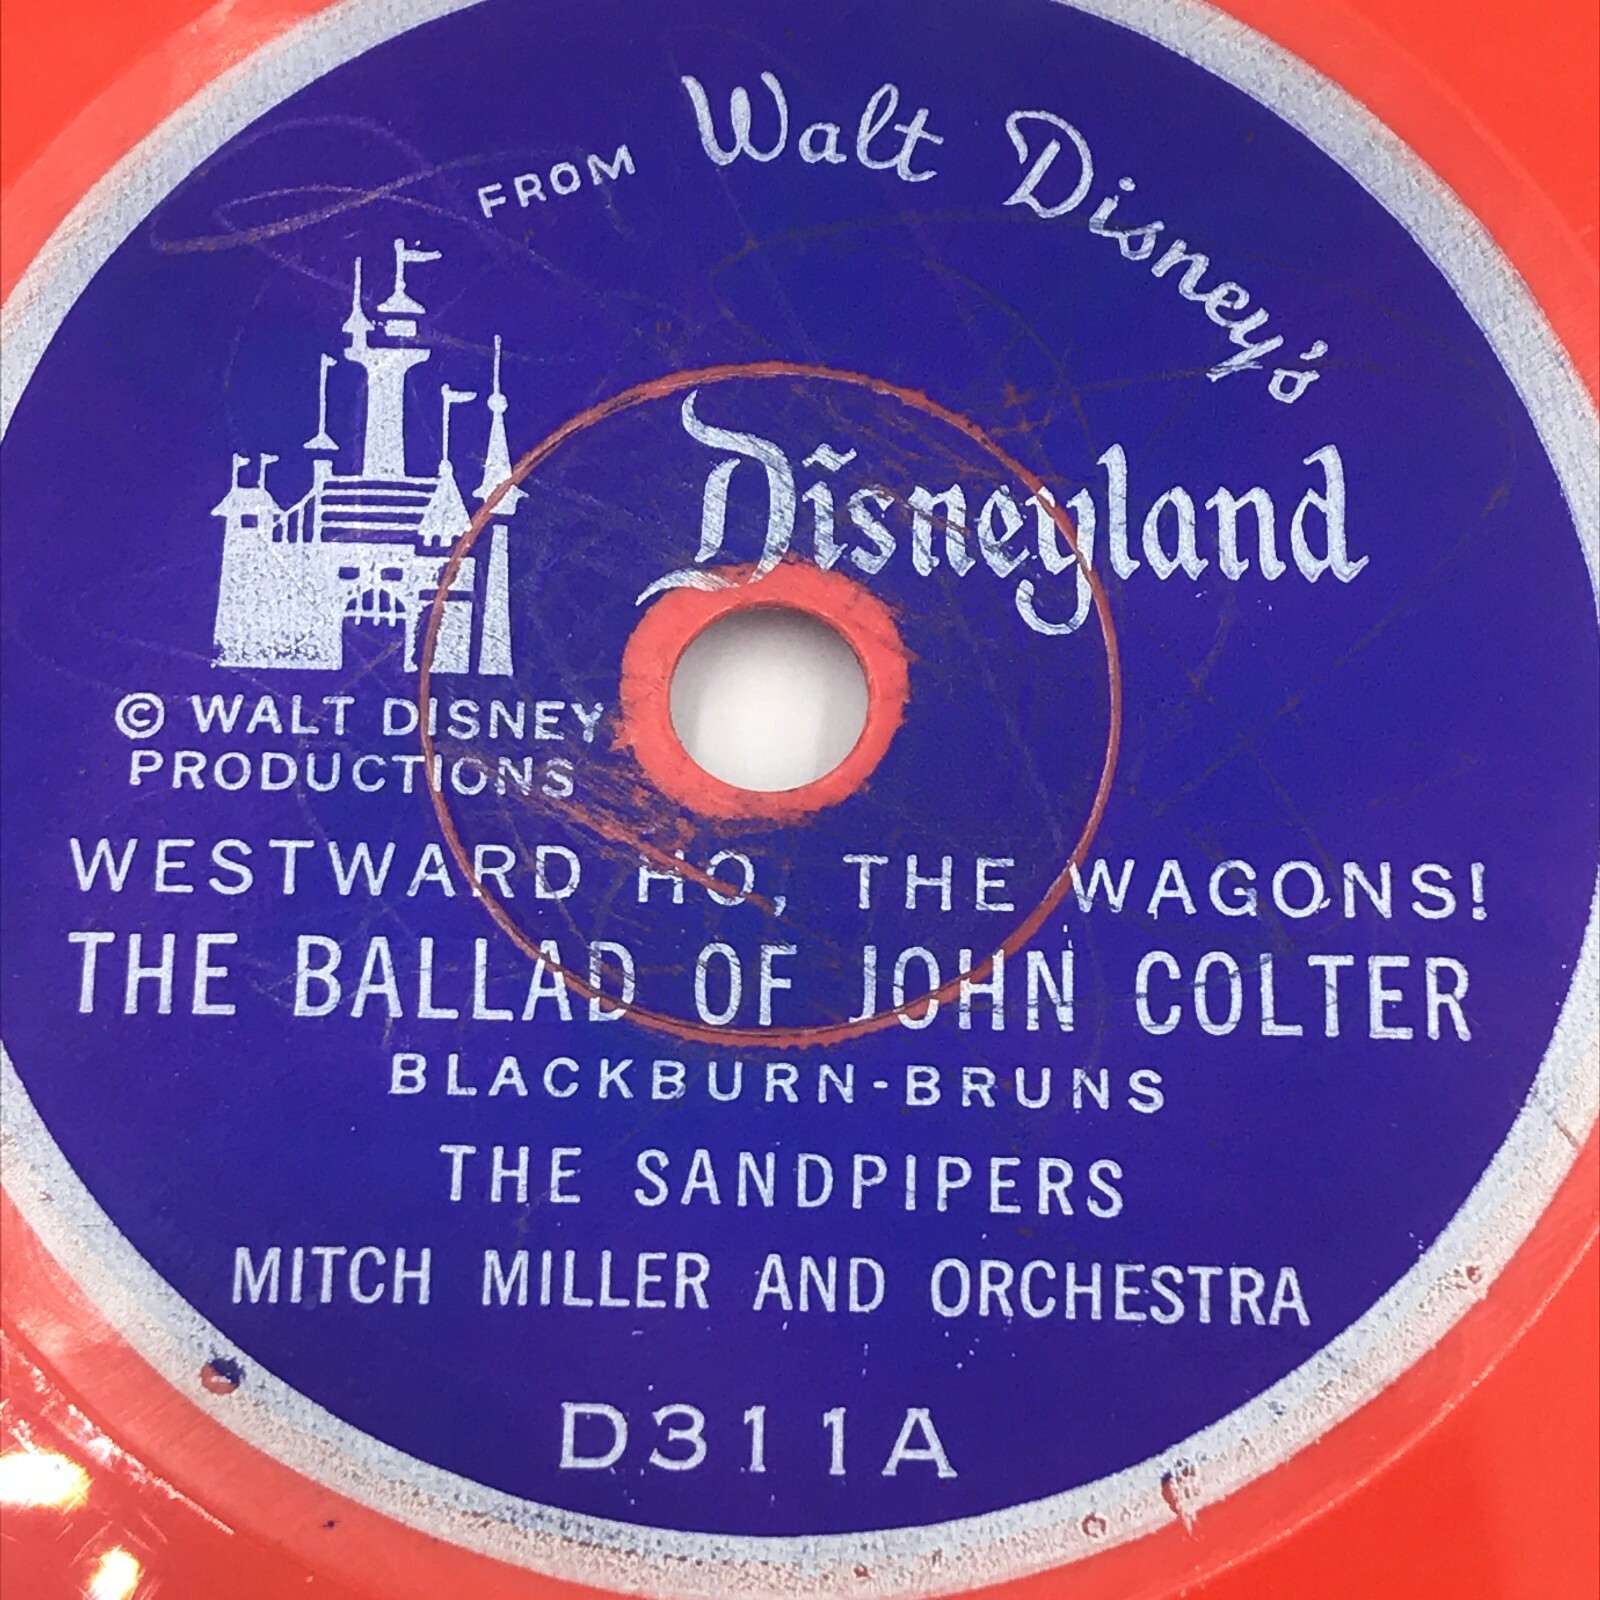 FROM Walt Disney's
Disneyland
© WALT DISNEY
PRODUCTIONS
WESTWARD HO, THE WAGONS!
THE BALLAD OF JOHN COLTER
BLACKBURN-BRUNS
THE SANDPIPERS
MITCH MILLER AND ORCHESTRA
D311A